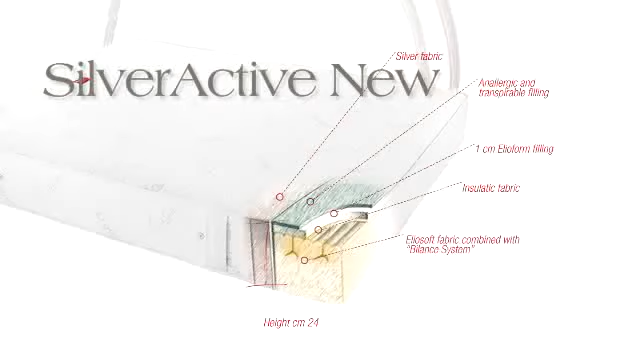 SilverActive New
Silver fabric
Anallergic and
transpirable filling
1 cm Elioform filling
Insulatic fabric
Eliosoft fabric combined with
"Bilance System"
Height cm 24